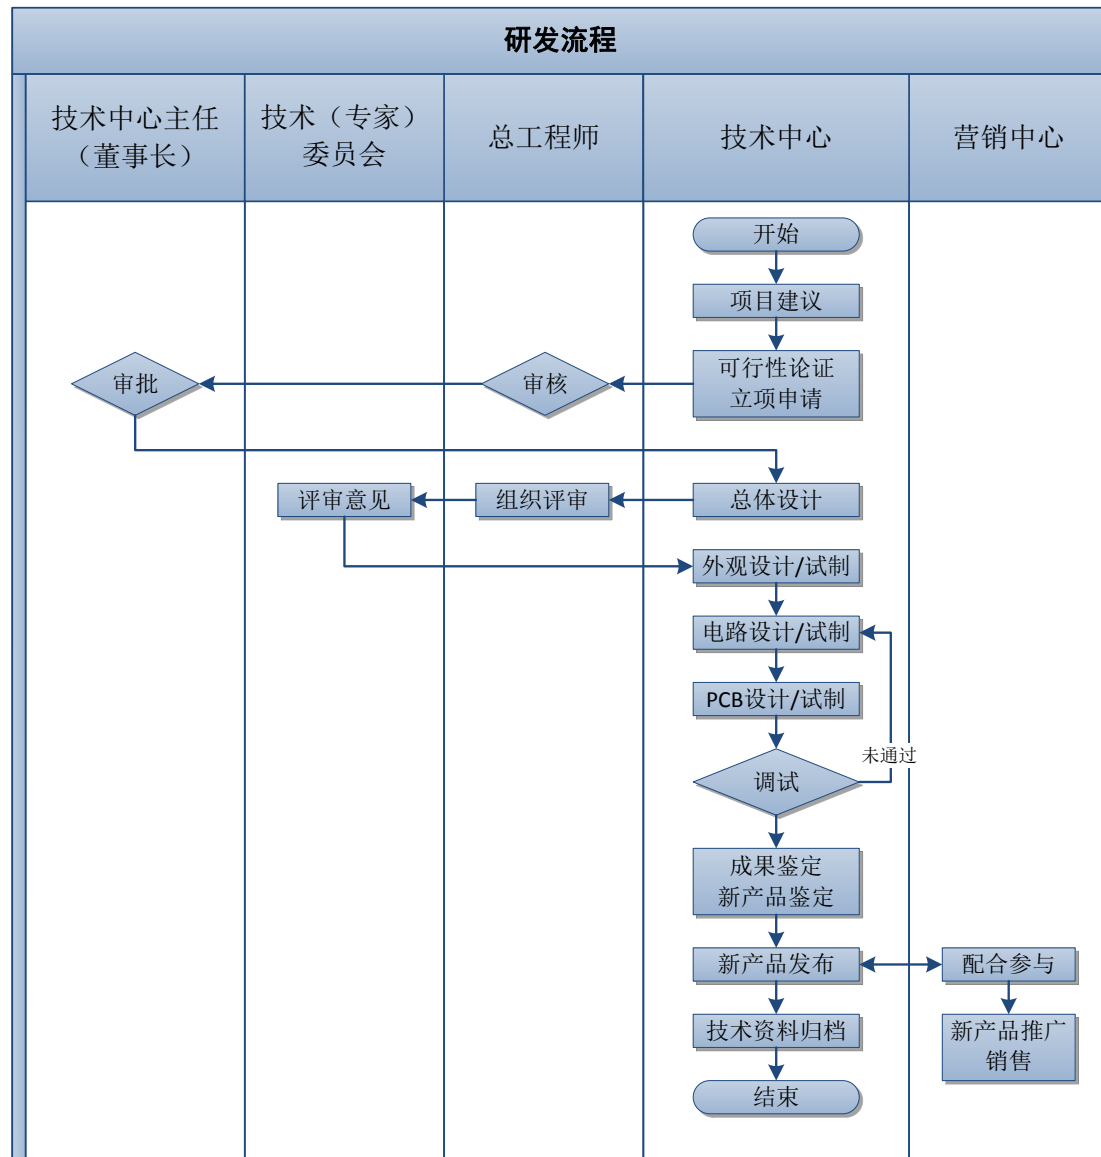 研发流程
技术中心主任
（董事长）
技术（专家）
委员会
总工程师
技术中心
营销中心
开始
项目建议
可行性论证
立项申请
审核
审批
总体设计
组织评审
评审意见
外观设计/试制
电路设计/试制
PCB设计/试制
未通过
调试
成果鉴定
新产品鉴定
新产品发布
配合参与
技术资料归档
新产品推广
销售
结束